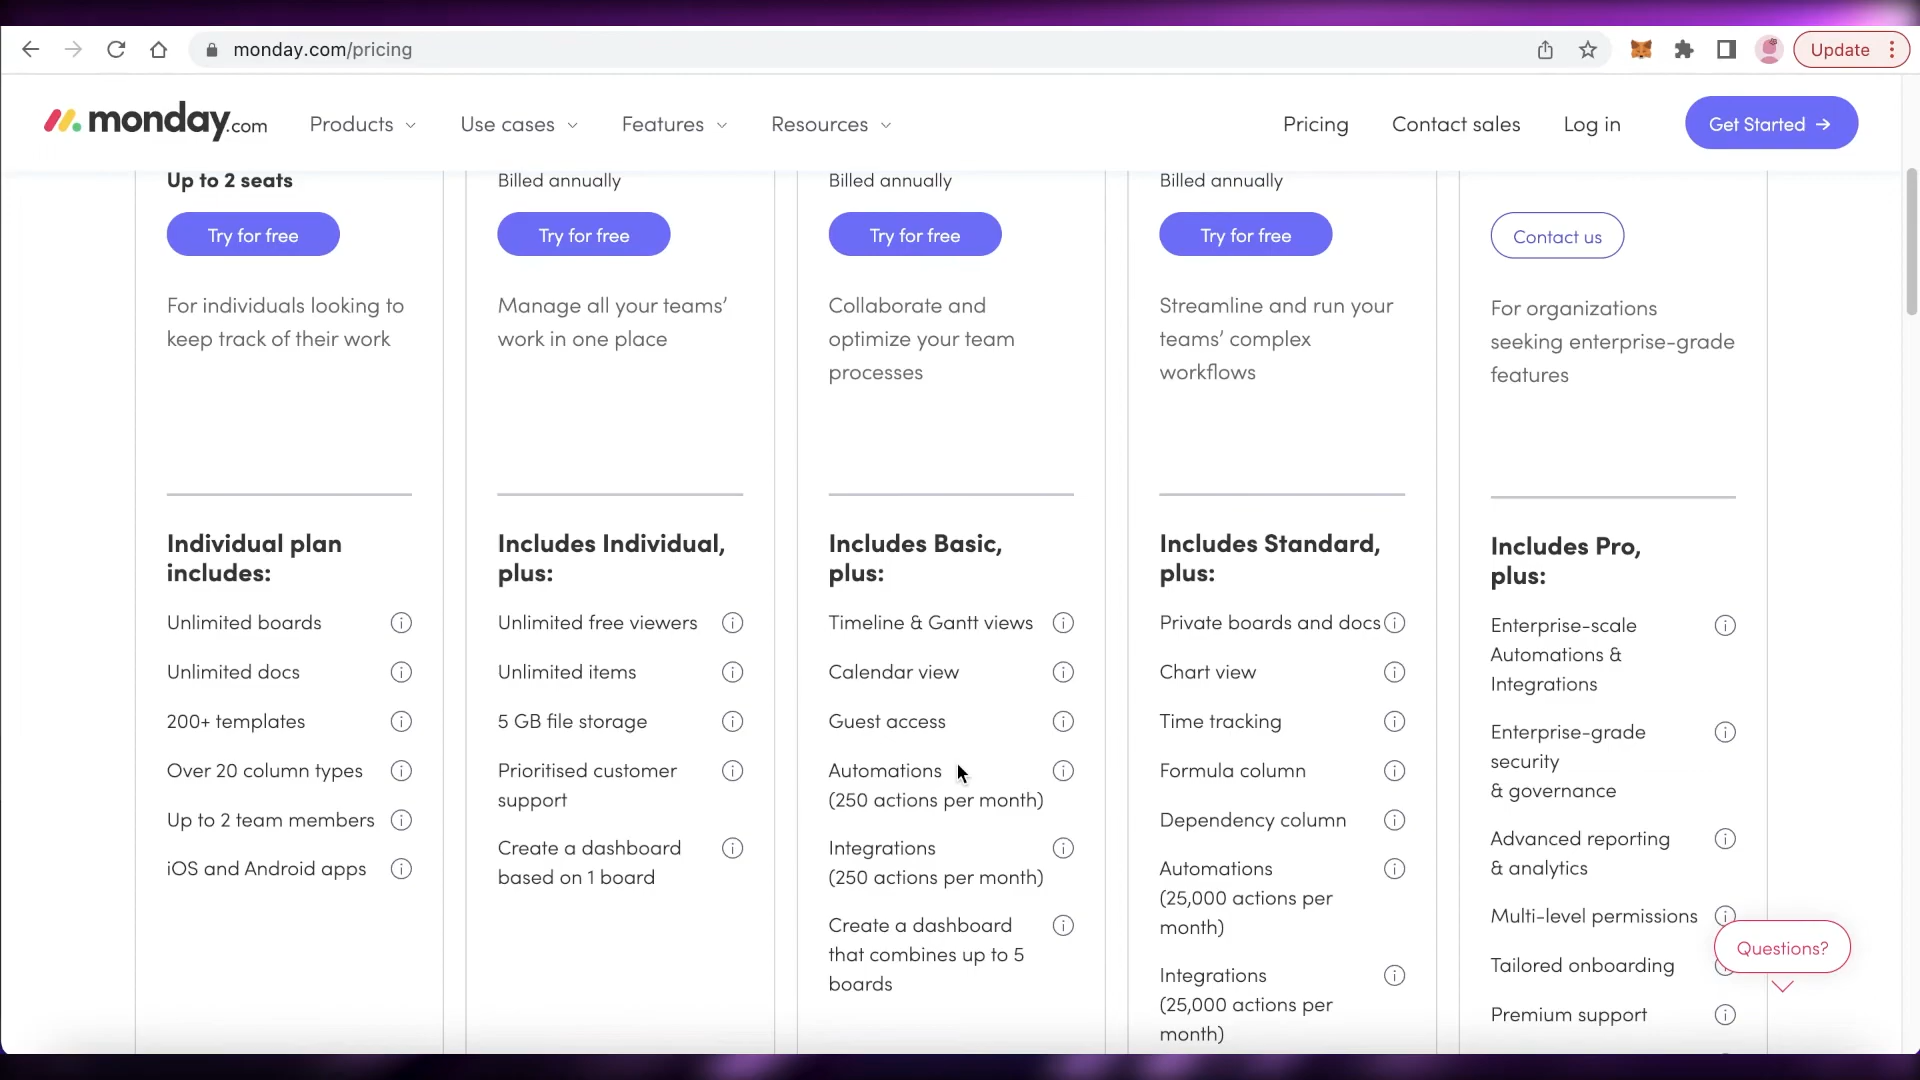 monday.com/pricing
Update
monday.com
Products
Use cases
Features
Resources
Pricing
Contact sales
Log in
Get Started
Up to 2 seats
Try for free
For individuals looking to
keep track of their work
Individual plan
includes:
Unlimited boards
Unlimited docs
200+ templates
Over 20 column types
Up to 2 team members
iOS and Android apps
Billed annually
Try for free
Manage all your teams’
work in one place
Includes Individual,
plus:
Unlimited free viewers
Unlimited items
5 GB file storage
Prioritised customer
support
Create a dashboard
based on 1 board
Billed annually
Try for free
Collaborate and
optimize your team
processes
Includes Basic,
plus:
Timeline & Gantt views
Calendar view
Guest access
Automations
(250 actions per month)
Integrations
(250 actions per month)
Create a dashboard
that combines up to 5
boards
Billed annually
Try for free
Streamline and run your
teams’ complex
workflows
Includes Standard,
plus:
Private boards and docs
Chart view
Time tracking
Formula column
Dependency column
Automations
(25,000 actions per
month)
Integrations
(25,000 actions per
month)
Contact us
For organizations
seeking enterprise-grade
features
Includes Pro,
plus:
Enterprise-scale
Automations &
Integrations
Enterprise-grade
security
& governance
Advanced reporting
& analytics
Multi-level permissions
Tailored onboarding
Premium support
Questions?